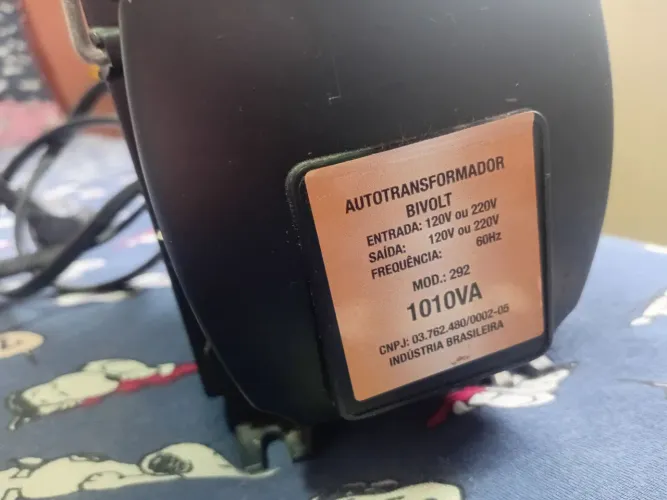 AUTOTRANSFORMADOR
BIVOLT
ENTRADA: 120V ou 220V
SAÍDA: 120V ou 220V
FREQUÊNCIA: 60Hz
MOD.: 292
1010VA
CNPJ: 03.762.480/0002-05
INDÚSTRIA BRASILEIRA